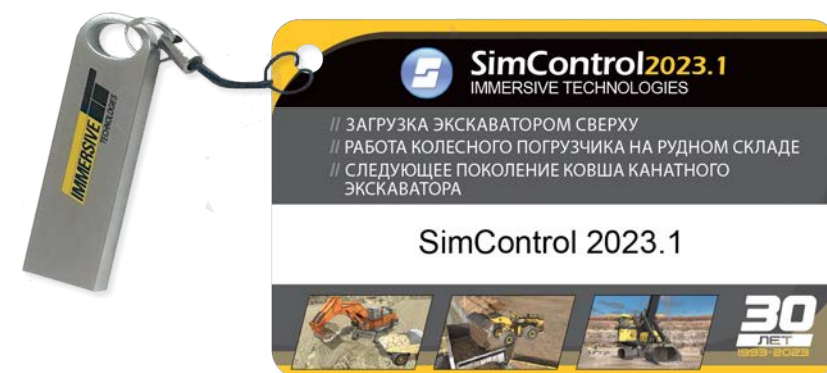 IMMERSIVE
TECHNOLOGIES
SimControl2023.1
IMMERSIVE TECHNOLOGIES
// ЗАГРУЗКА ЭКСКАВАТОРОМ СВЕРХУ
// РАБОТА КОЛЕСНОГО ПОГРУЗЧИКА НА РУДНОМ СКЛАДЕ
// СЛЕДУЮЩЕЕ ПОКОЛЕНИЕ КОВША КАНАТНОГО
ЭКСКАВАТОРА
SimControl 2023.1
30
ЛЕТ
1993-2023